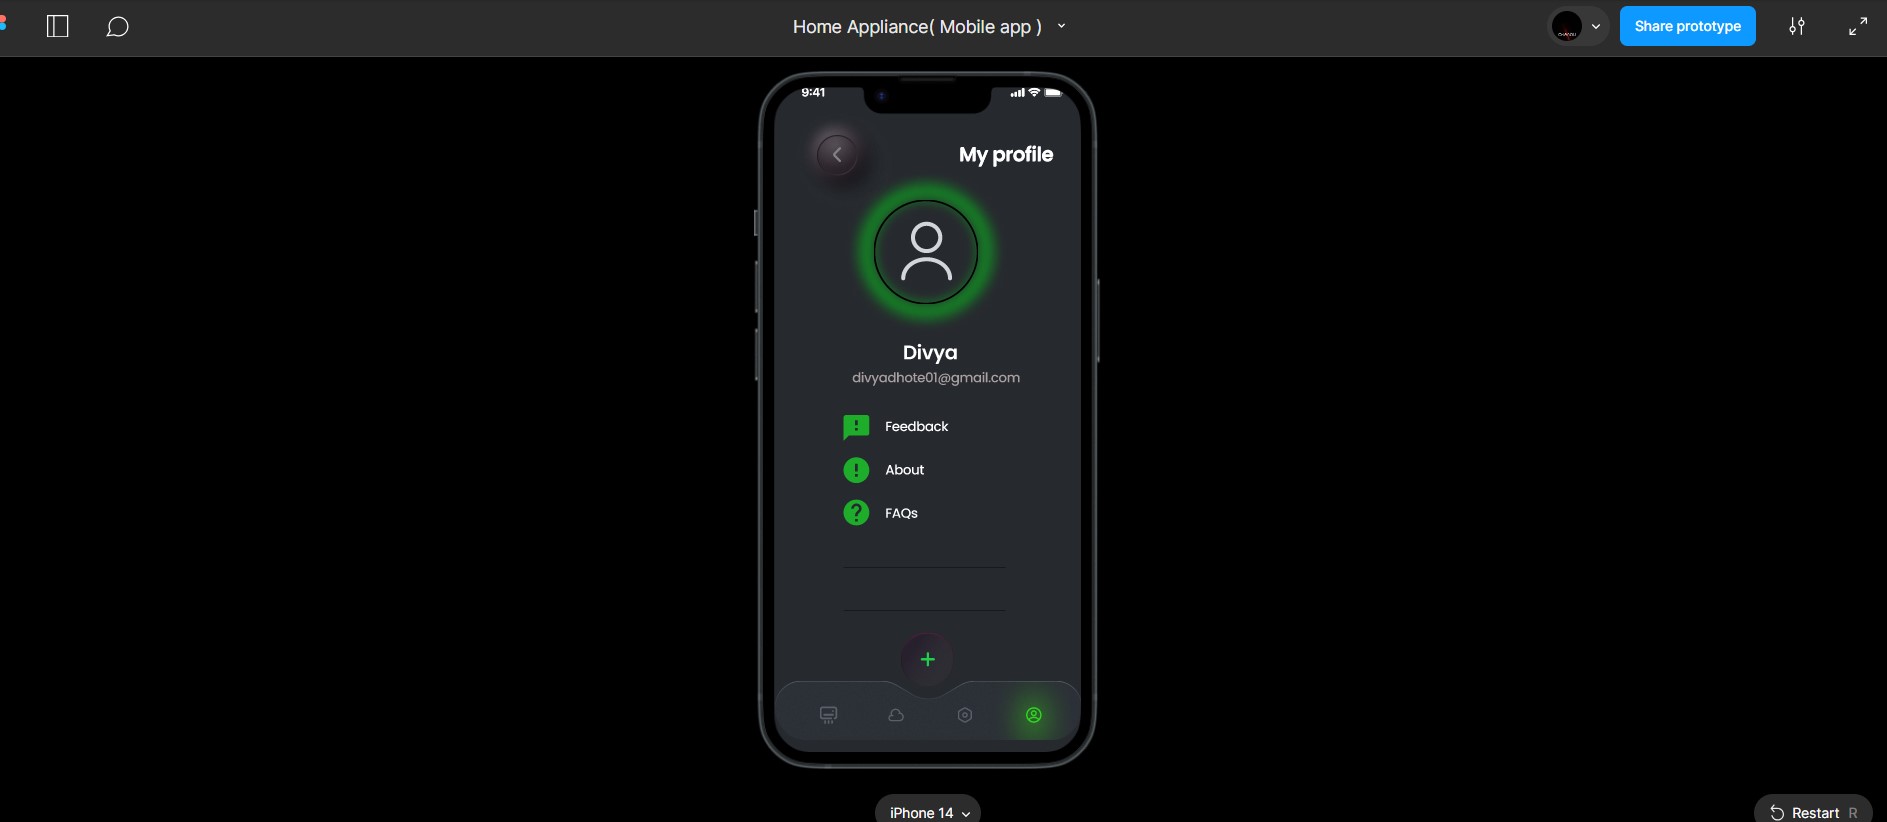 Home Appliance( Mobile app )
Share prototype
9:41
My profile
Divya
divyadhote01@gmail.com
Feedback
About
FAQs
iPhone 14
Restart R